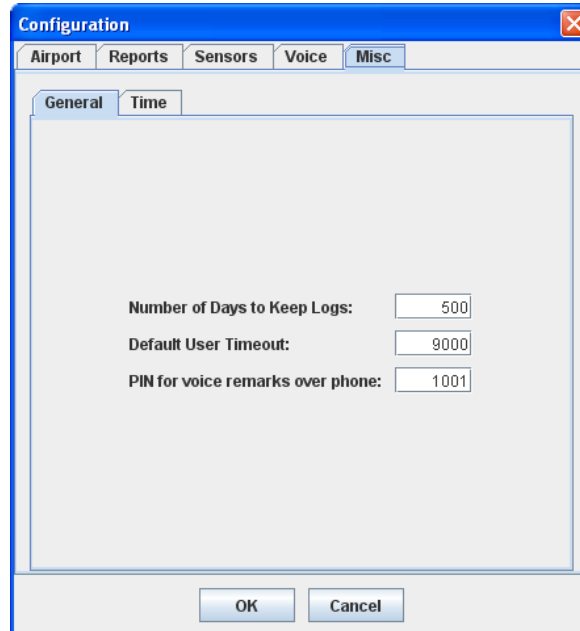 Configuration
Airport Reports Sensors Voice Misc
General Time
Number of Days to Keep Logs: 500
Default User Timeout: 9000
PIN for voice remarks over phone: 1001
OK Cancel